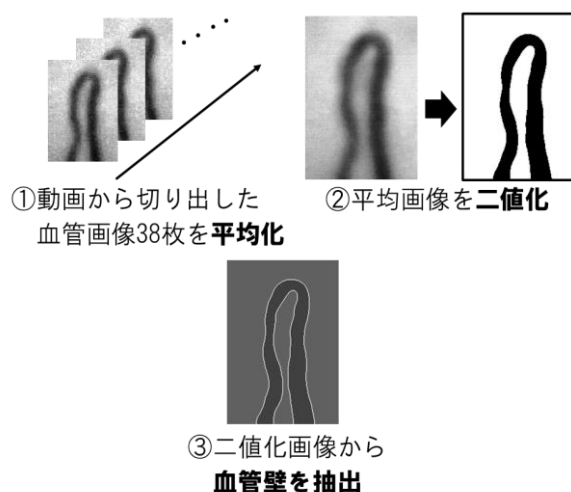 ①動画から切り出した
血管画像38枚を平均化
②平均画像を二値化
③二値化画像から
血管壁を抽出